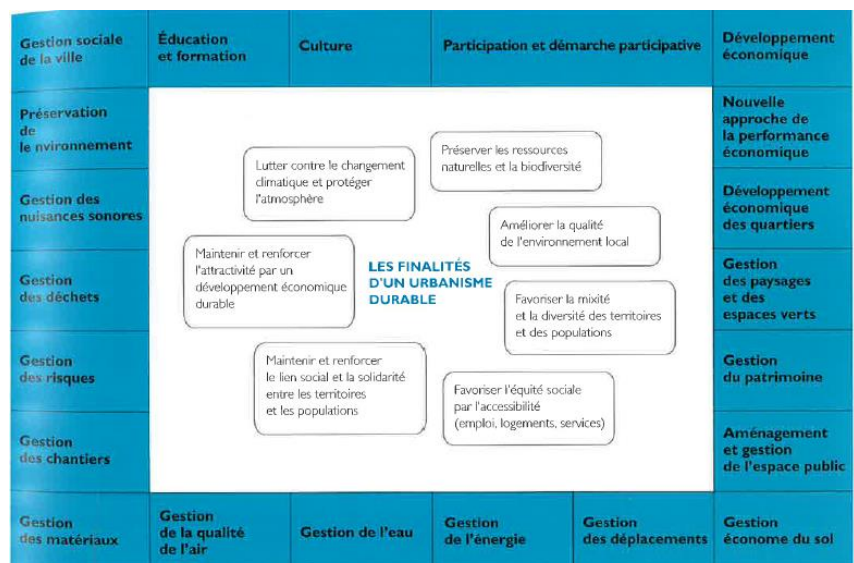 Gestion sociale
de la ville
Éducation
et formation
Culture
Participation et démarche participative
Développement
économique
Préservation
de
le nvironnement
Nouvelle
approche de
la performance
économique
Gestion des
nuisances sonores
Développement
économique
des quartiers
Gestion
des déchets
Gestion
des paysages
et des
espaces verts
Gestion
des risques
Gestion
du patrimoine
Gestion
des chantiers
Aménagement
et gestion
de l'espace public
Gestion
des matériaux
Gestion
de la qualité
de l'air
Gestion de l'eau
Gestion
de l'énergie
Gestion
des déplacements
Gestion
économe du sol
Lutter contre le changement
climatique et protéger
l'atmosphère
Préserver les ressources
naturelles et la biodiversité
Améliorer la qualité
de l'environnement local
Maintenir et renforcer
l'attractivité par un
développement économique
durable
LES FINALITÉS
D'UN URBANISME
DURABLE
Favoriser la mixité
et la diversité des territoires
et des populations
Maintenir et renforcer
le lien social et la solidarité
entre les territoires
et les populations
Favoriser l'équité sociale
par l'accessibilité
(emploi, logements, services)